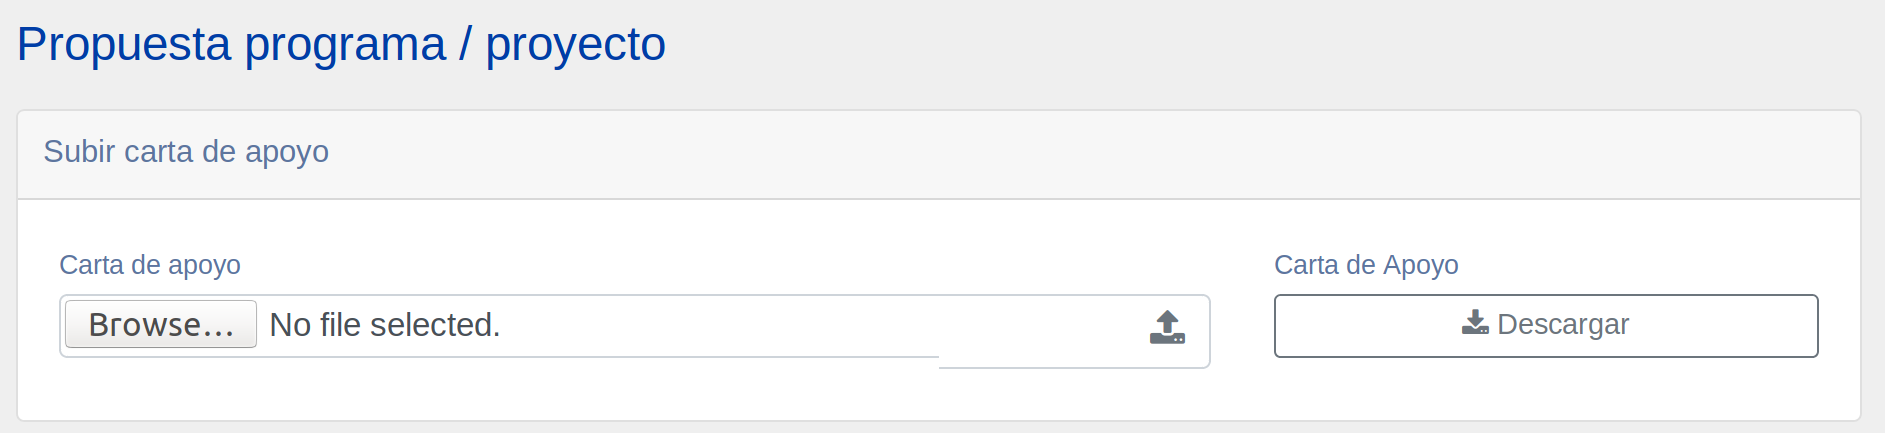 Propuesta programa / proyecto
Subir carta de apoyo
Carta de apoyo
Browse... No file selected.
Carta de Apoyo
Descargar